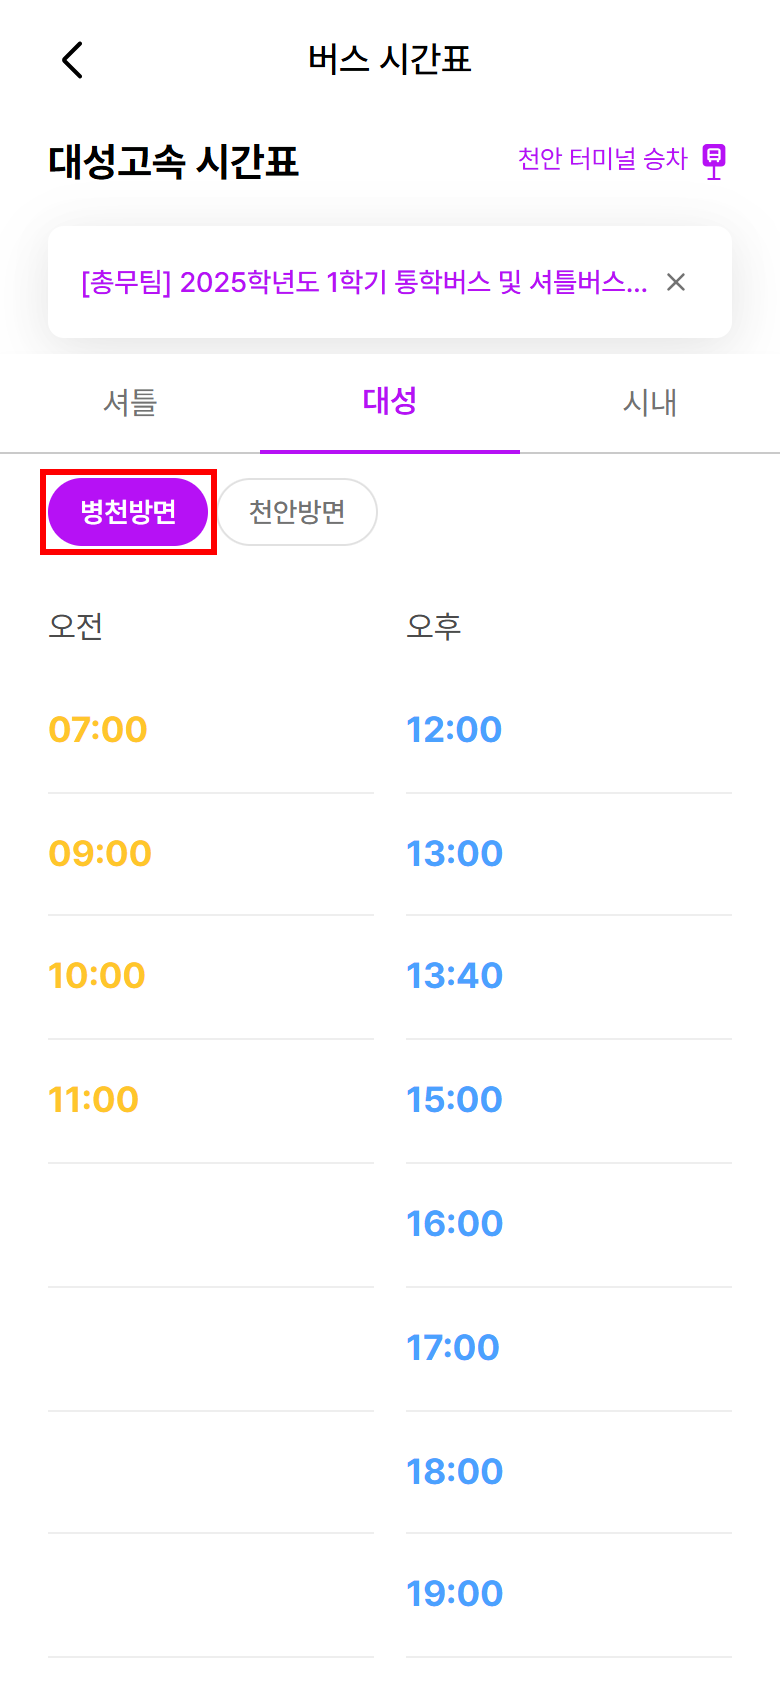 버스 시간표
대성고속 시간표
천안 터미널 승차
[총무팀] 2025학년도 1학기 통학버스 및 셔틀버스...
셔틀 대성 시내
병천방면 천안방면
오전 오후
07:00 12:00
09:00 13:00
10:00 13:40
11:00 15:00
16:00
17:00
18:00
19:00